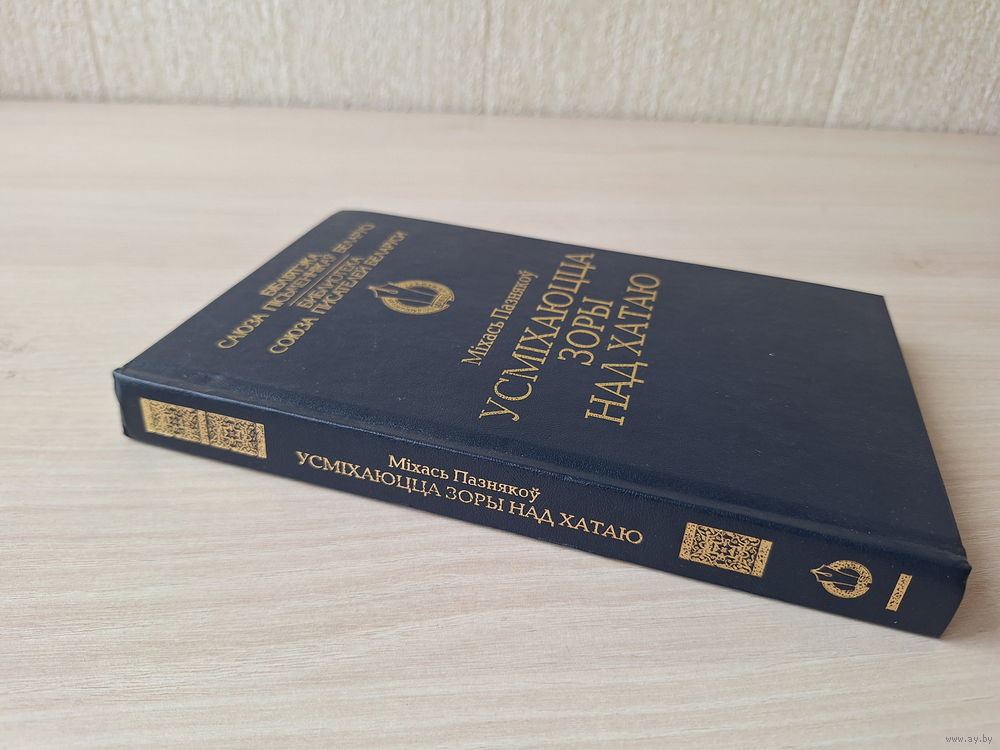 БІБЛІЯТЭКА
САЮЗА ПІСЬМЕННІКАЎ БЕЛАРУСІ
БИБЛИОТЕКА
СОЮЗА ПИСАТЕЛЕЙ БЕЛАРУСИ
Міхась Пазнякоў
УСМІХАЮЦЦА
ЗОРЫ
НАД ХАТАЮ
Міхась Пазнякоў
УСМІХАЮЦЦА ЗОРЫ НАД ХАТАЮ
www.ay.by